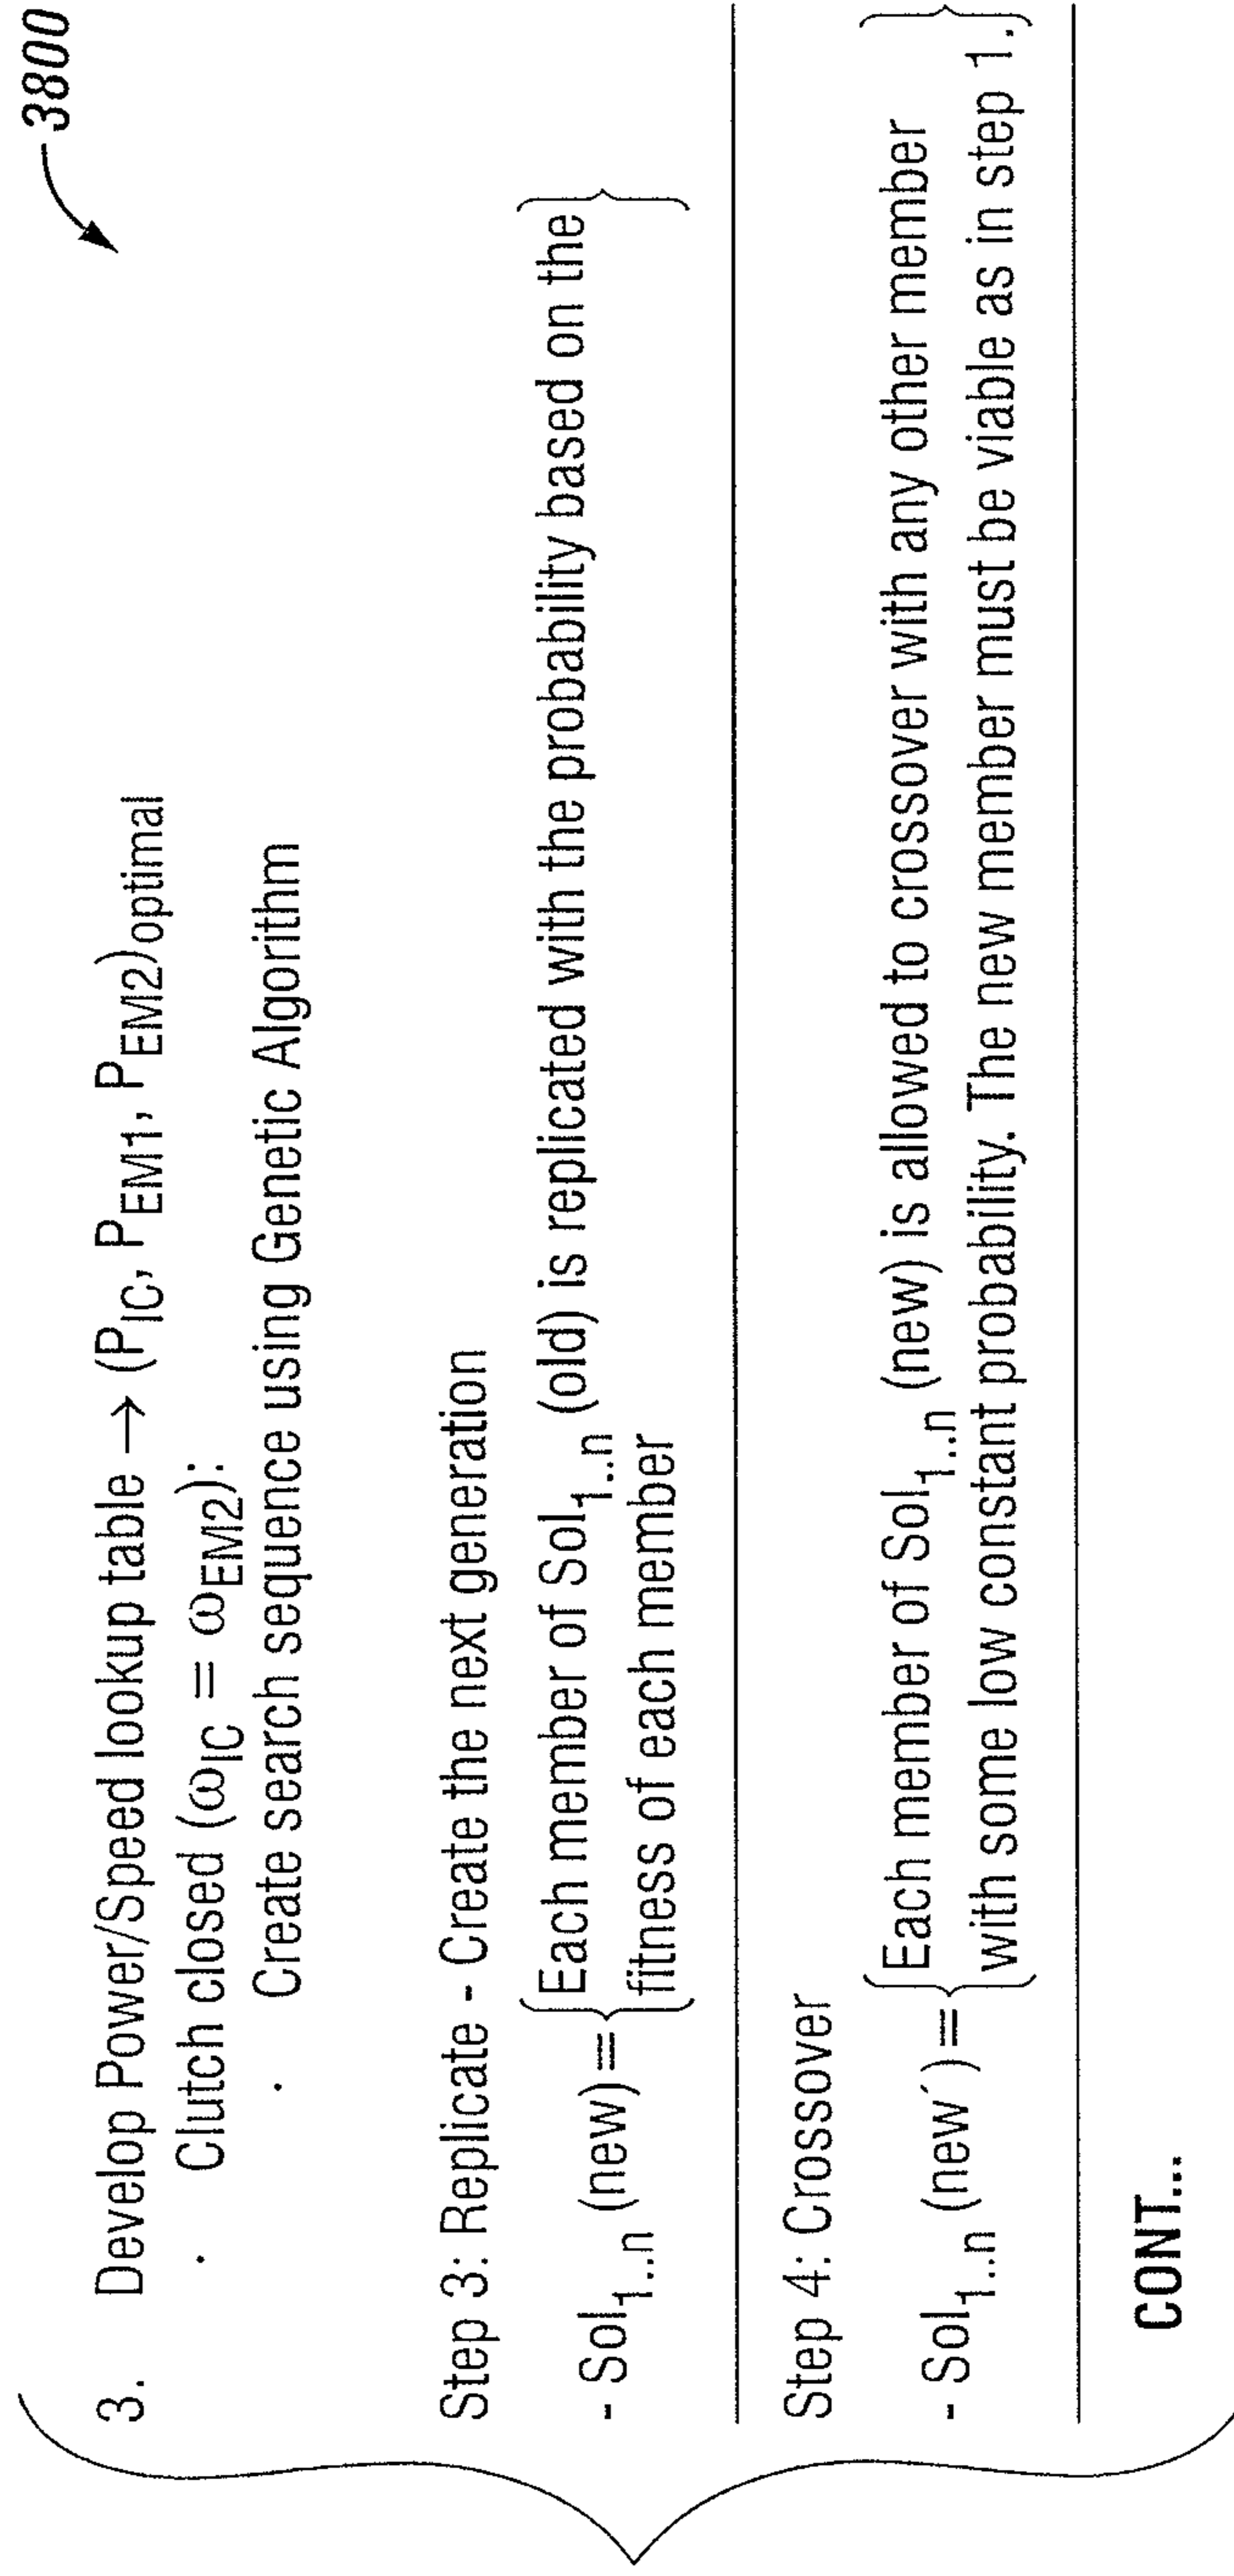 3800
3. Develop Power/Speed lookup table → (P_IC, P_EM1, P_EM2)optimal
· Clutch closed (ω_IC = ω_EM2):
· Create search sequence using Genetic Algorithm
Step 3: Replicate - Create the next generation
- Sol_1..n (new) = {Each member of Sol_1..n (old) is replicated with the probability based on the}
fitness of each member
Step 4: Crossover
- Sol_1..n (new´) = {Each member of Sol_1..n (new) is allowed to crossover with any other member}
with some low constant probability. The new member must be viable as in step 1.
CONT...